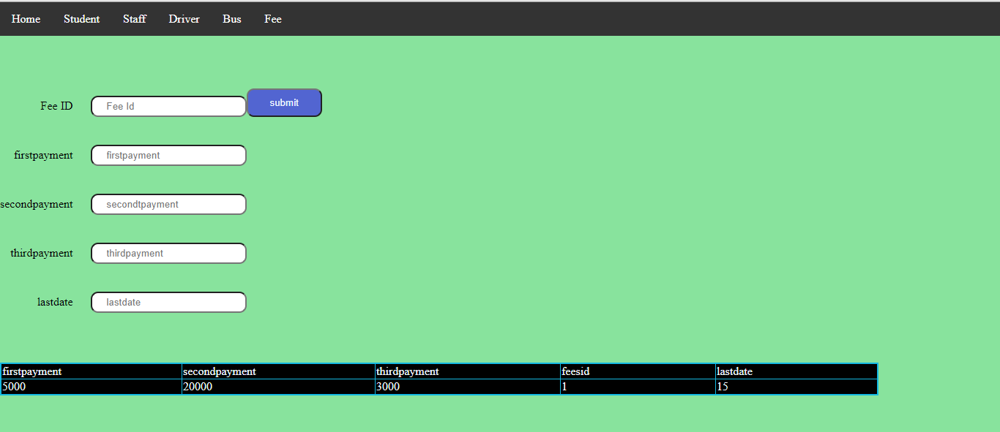 Home Student Staff Driver Bus Fee
Fee ID Fee Id submit
firstpayment firstpayment
secondpayment secondtpayment
thirdpayment thirdpayment
lastdate lastdate
firstpayment secondpayment thirdpayment feesid lastdate
5000 20000 3000 1 15